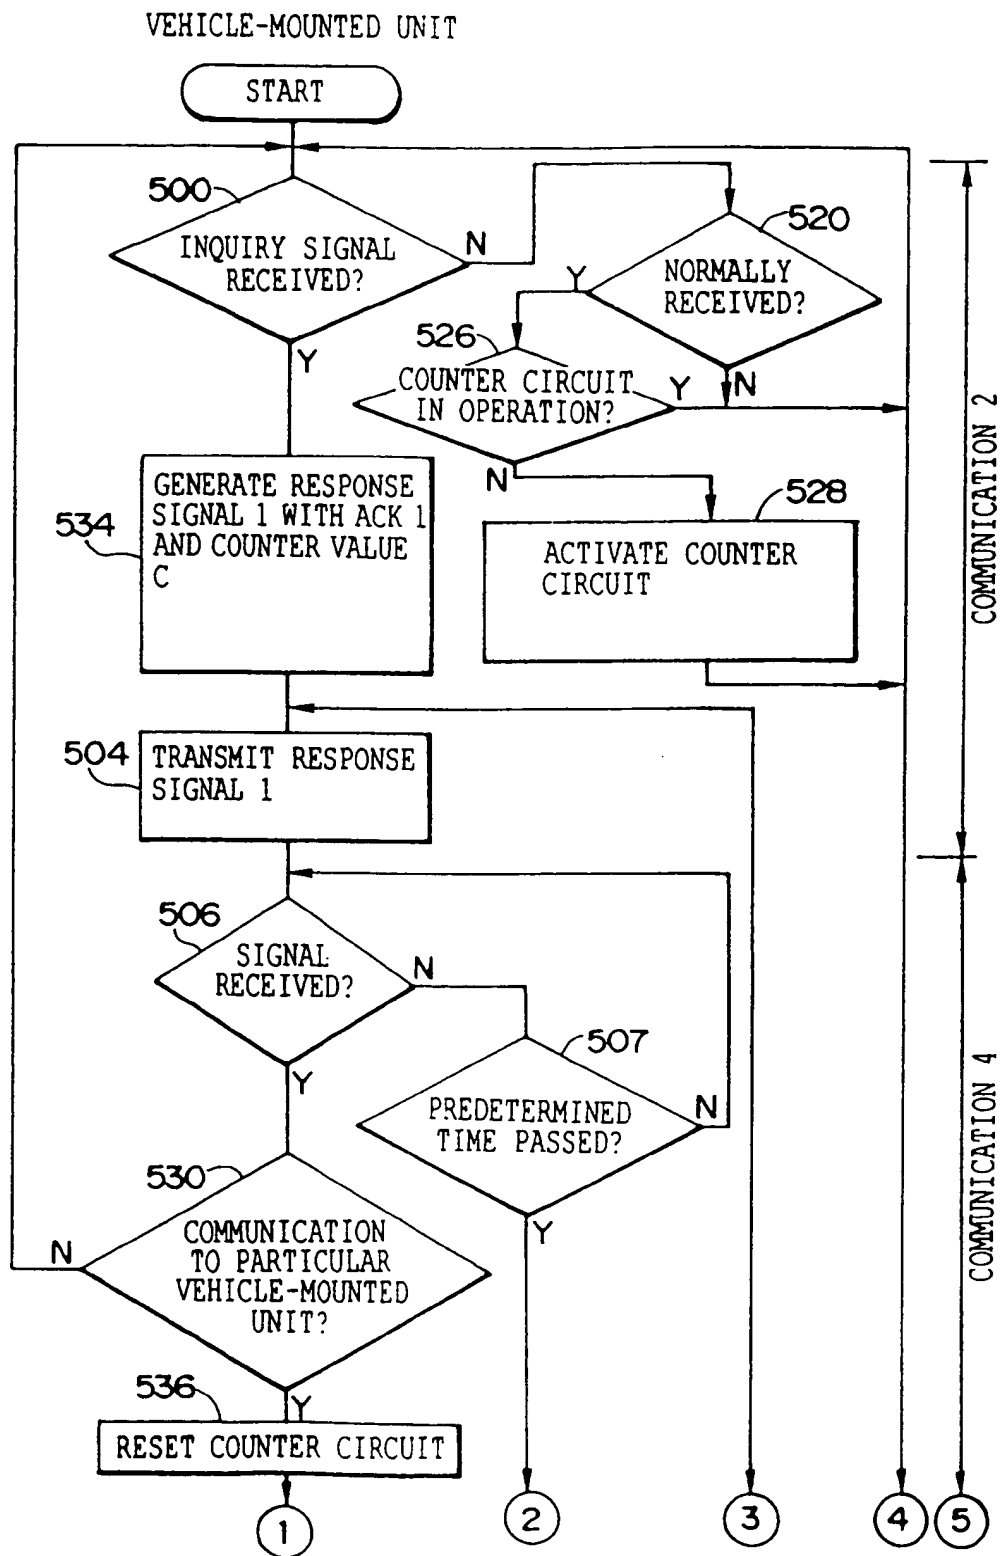 VEHICLE-MOUNTED UNIT
START
500
INQUIRY SIGNAL
RECEIVED?
N
Y
520
NORMALLY
RECEIVED?
Y
N
526
COUNTER CIRCUIT
IN OPERATION?
Y
N
528
ACTIVATE COUNTER
CIRCUIT
534
GENERATE RESPONSE
SIGNAL 1 WITH ACK 1
AND COUNTER VALUE
C
COMMUNICATION 2
504
TRANSMIT RESPONSE
SIGNAL 1
506
SIGNAL
RECEIVED?
N
Y
507
PREDETERMINED
TIME PASSED?
N
Y
530
COMMUNICATION
TO PARTICULAR
VEHICLE-MOUNTED
UNIT?
N
Y
COMMUNICATION 4
536
RESET COUNTER CIRCUIT
1
2
3
4
5